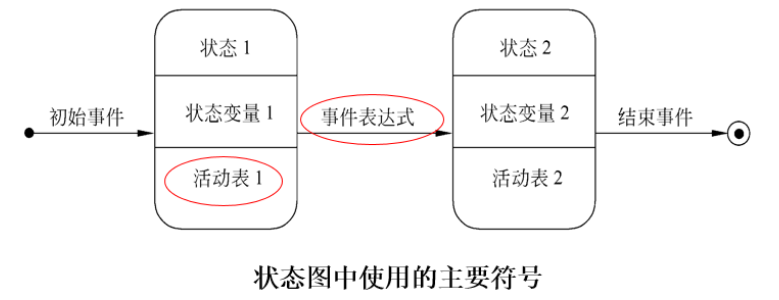 状态 1
状态 2
初始事件
状态变量 1
事件表达式
状态变量 2
结束事件
活动表 1
活动表 2
状态图中使用的主要符号